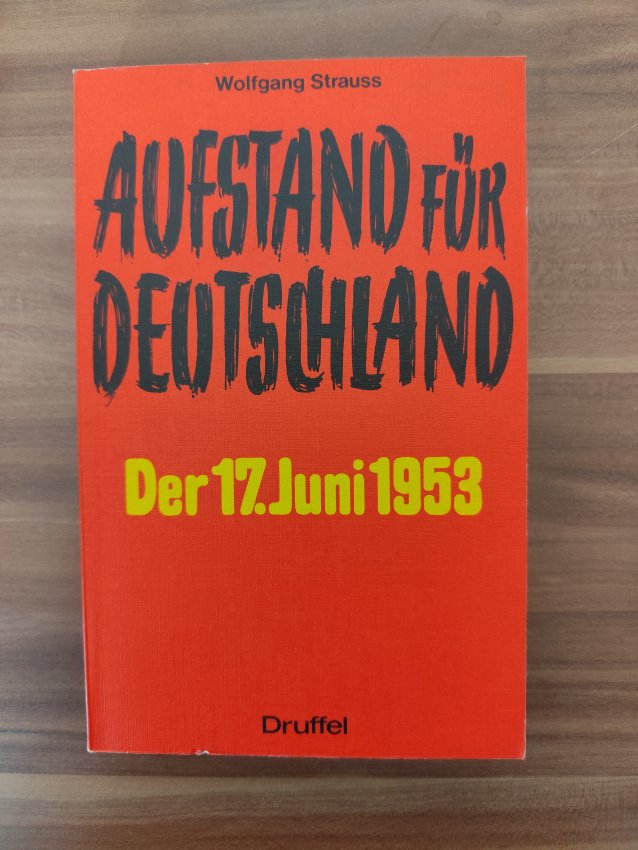 Wolfgang Strauss
AUFSTAND FÜR
DEUTSCHLAND
Der 17. Juni 1953
Druffel